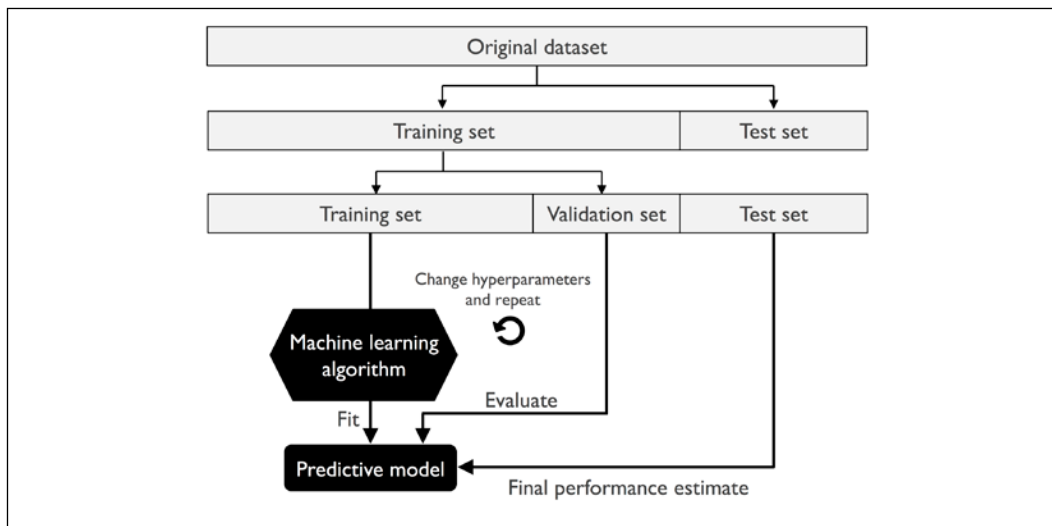 Original dataset
Training set
Test set
Training set
Validation set
Test set
Change hyperparameters
and repeat
Machine learning
algorithm
Evaluate
Fit
Predictive model
Final performance estimate